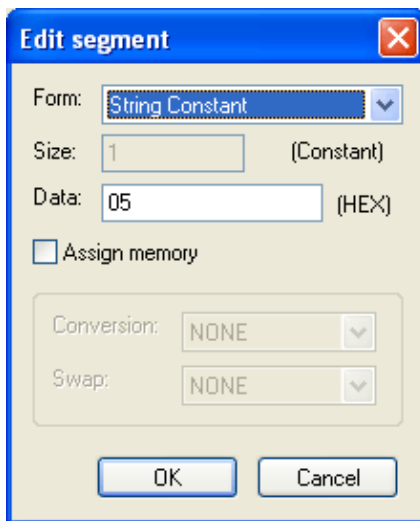 Edit segment
Form: String Constant
Size: 1 (Constant)
Data: 05 (HEX)
Assign memory
Conversion: NONE
Swap: NONE
OK Cancel